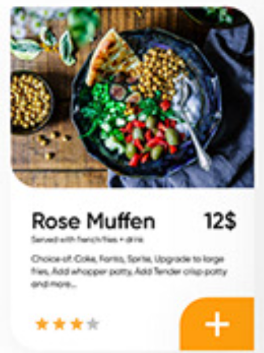 Rose Muffen 12$
Served with french fries + drink
Choice of: Coke, Fanta, Sprite, Upgrade to large
fries, Add whopper patty, Add Tender crisp patty
and more...
+